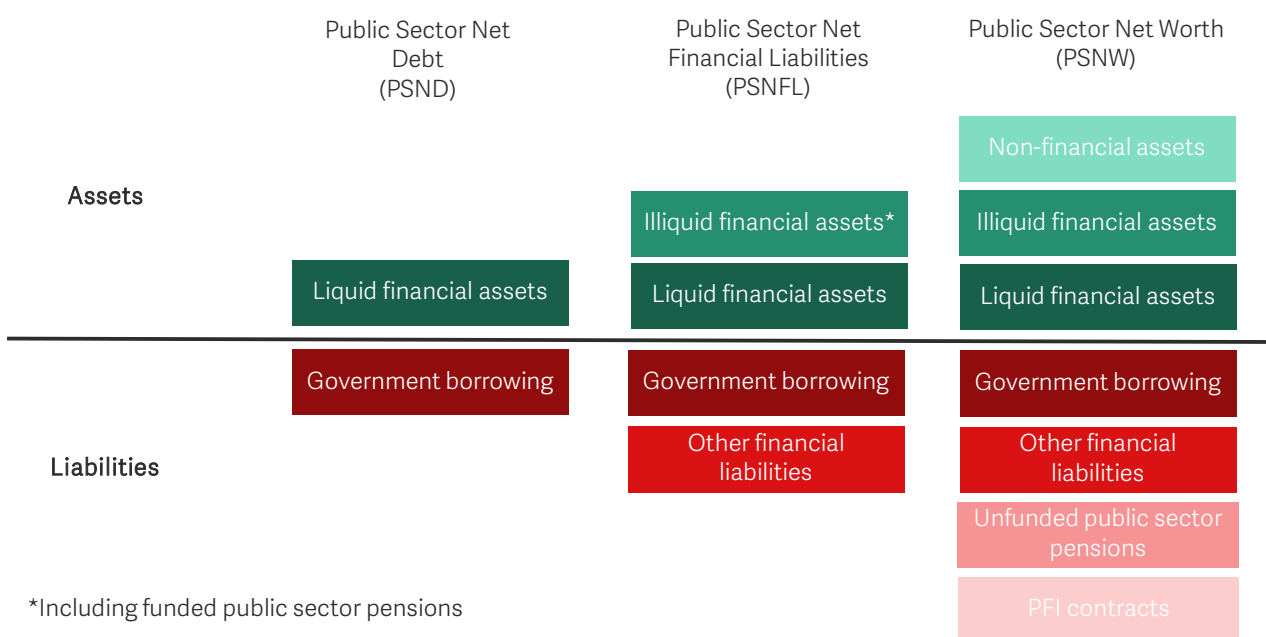 Public Sector Net
Debt
(PSND)
Public Sector Net
Financial Liabilities
(PSNFL)
Public Sector Net Worth
(PSNW)
Assets
Non-financial assets
Illiquid financial assets*
Illiquid financial assets
Liquid financial assets
Liquid financial assets
Liquid financial assets
Government borrowing
Government borrowing
Government borrowing
Liabilities
Other financial
liabilities
Other financial
liabilities
Unfunded public sector
pensions
PFI contracts
*Including funded public sector pensions